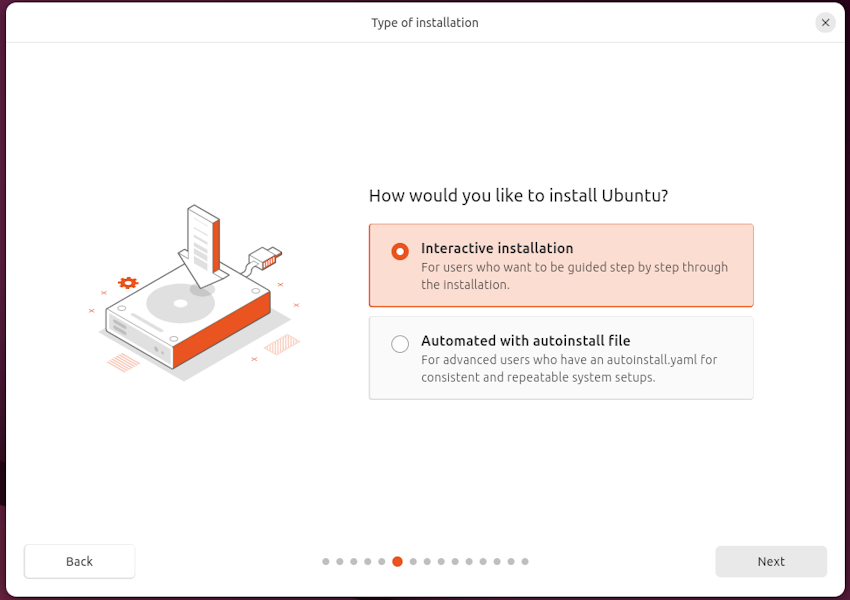 Type of installation
How would you like to install Ubuntu?
Interactive installation
For users who want to be guided step by step through
the installation.
Automated with autoinstall file
For advanced users who have an autoinstall.yaml for
consistent and repeatable system setups.
Back
Next